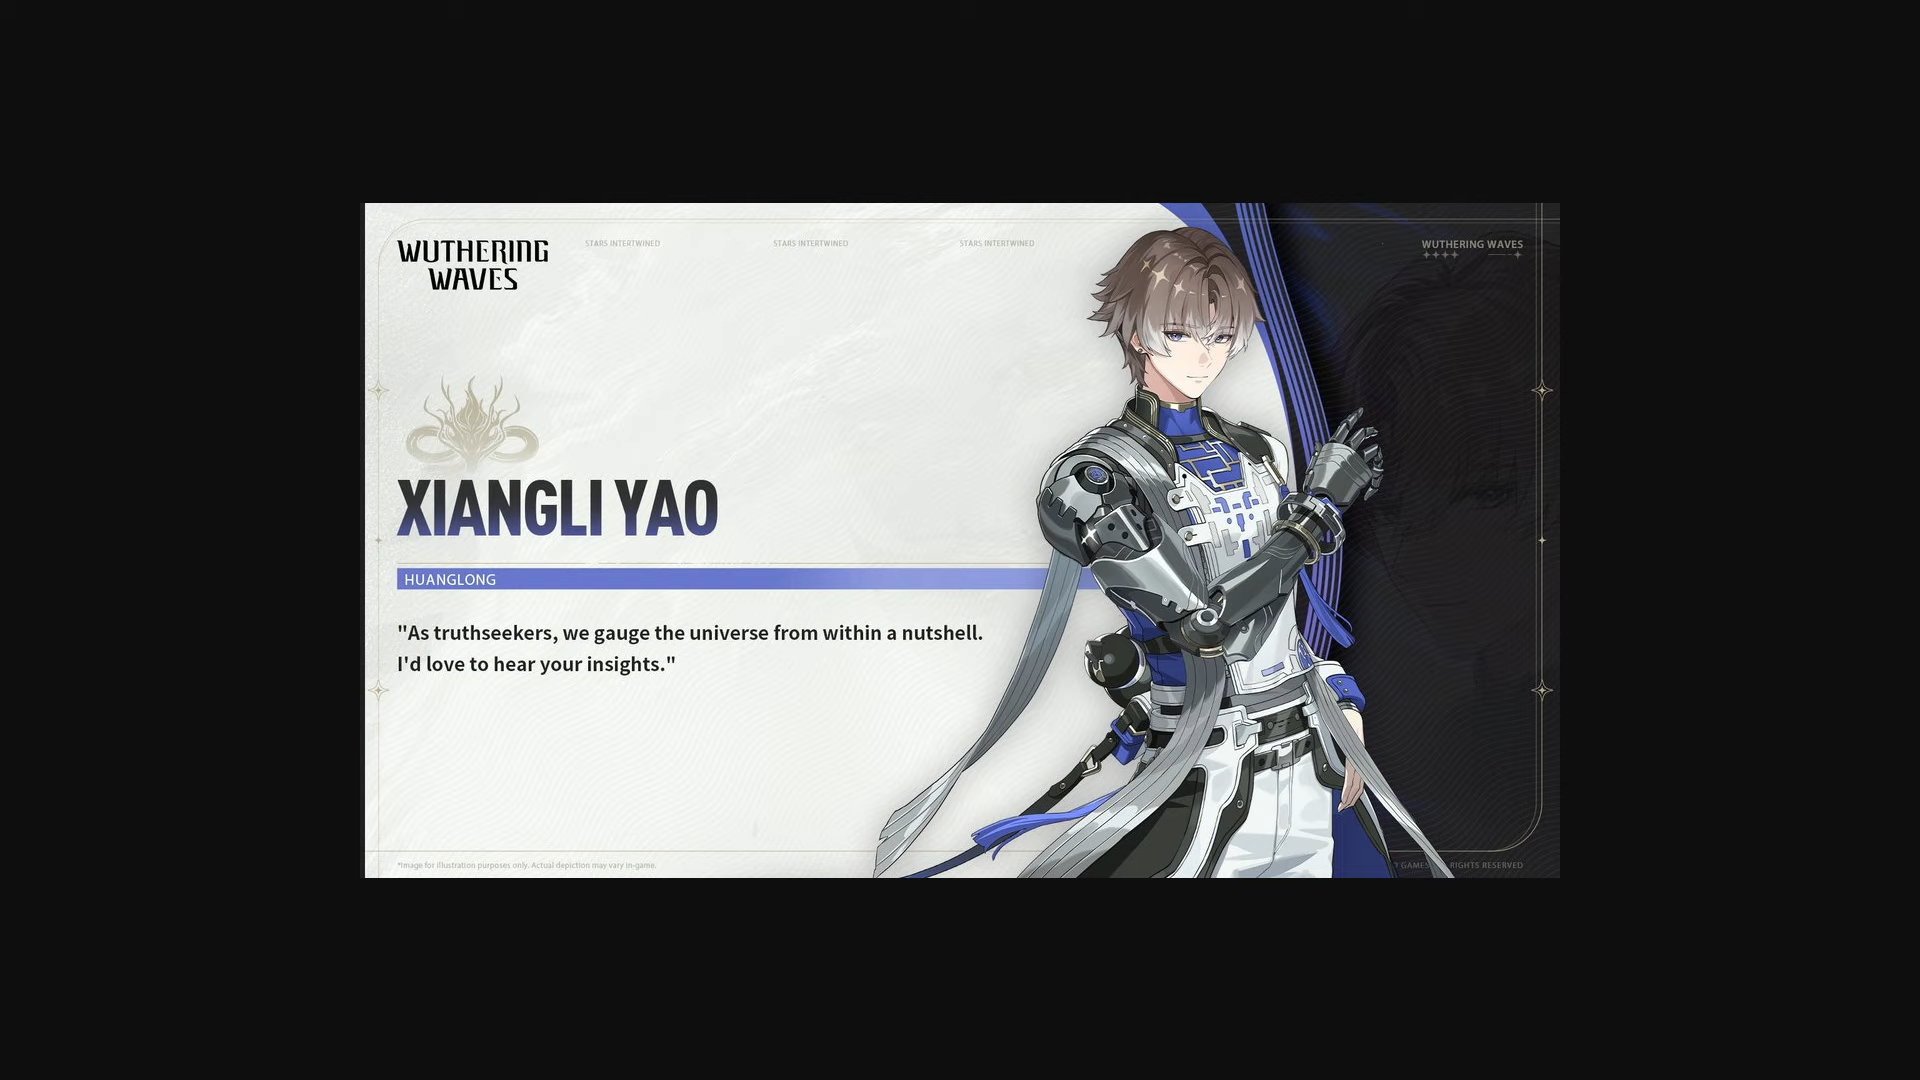 WUTHERING
WAVES
STARS INTERTWINED
STARS INTERTWINED
STARS INTERTWINED
WUTHERING WAVES
XIANGLI YAO
HUANGLONG
"As truthseekers, we gauge the universe from within a nutshell.
I'd love to hear your insights."
*Image for illustration purposes only. Actual depiction may vary in-game.
GAMES RIGHTS RESERVED